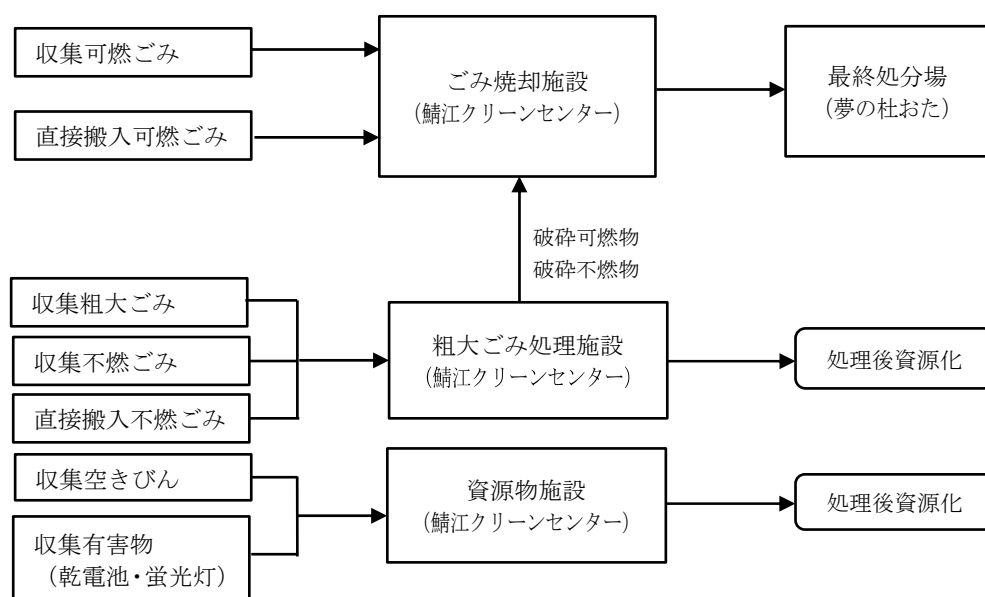 収集可燃ごみ
直接搬入可燃ごみ
ごみ焼却施設
(鯖江クリーンセンター)
最終処分場
(夢の杜おた)
破砕可燃物
破砕不燃物
収集粗大ごみ
収集不燃ごみ
直接搬入不燃ごみ
粗大ごみ処理施設
(鯖江クリーンセンター)
処理後資源化
収集空きびん
収集有害物
(乾電池・蛍光灯)
資源物施設
(鯖江クリーンセンター)
処理後資源化